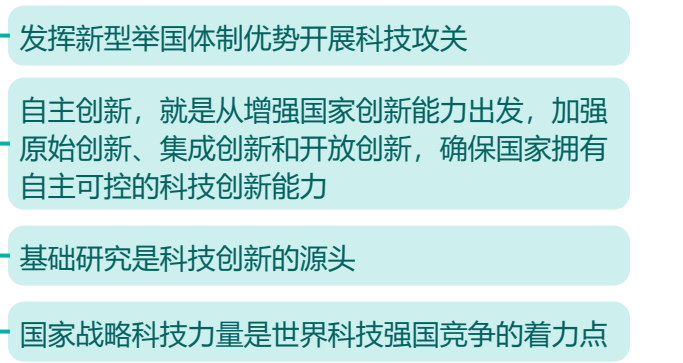 发挥新型举国体制优势开展科技攻关
自主创新，就是从增强国家创新能力出发，加强
原始创新、集成创新和开放创新，确保国家拥有
自主可控的科技创新能力
基础研究是科技创新的源头
国家战略科技力量是世界科技强国竞争的着力点